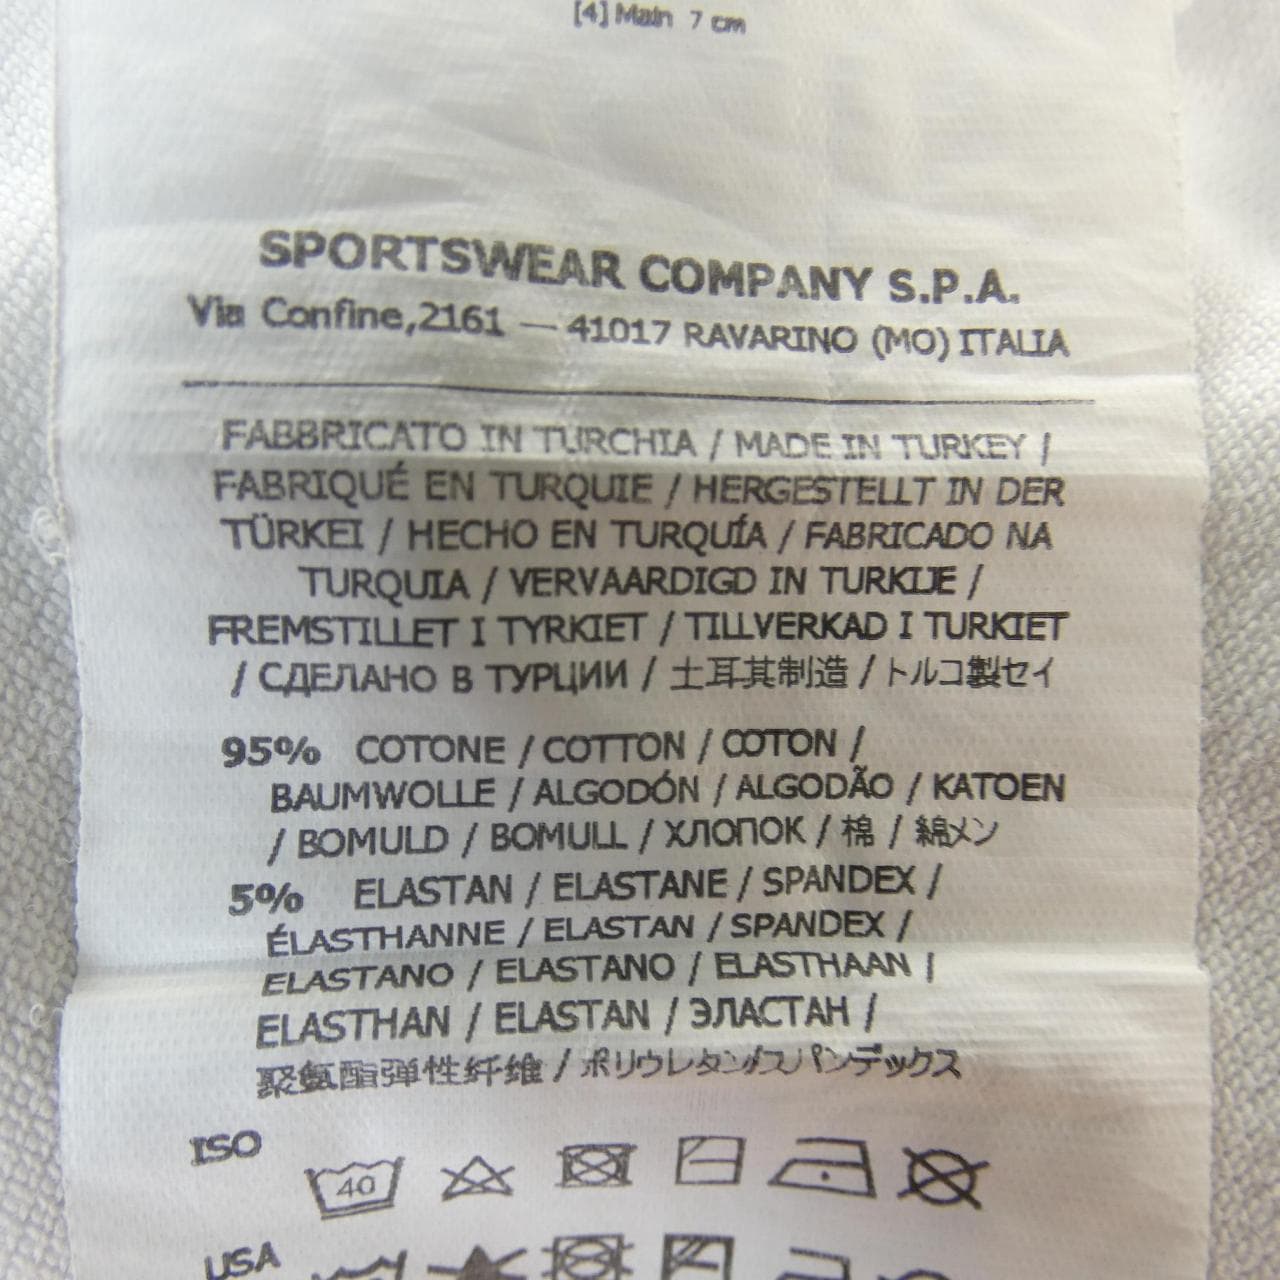 [4] Main 7 cm
SPORTSWEAR COMPANY S.P.A.
Via Confine,2161 — 41017 RAVARINO (MO) ITALIA
FABBRICATO IN TURCHIA / MADE IN TURKEY /
FABRIQUÉ EN TURQUIE / HERGESTELLT IN DER
TÜRKEI / HECHO EN TURQUÍA / FABRICADO NA
TURQUIA / VERVAARDIGD IN TURKIJE /
FREMSTILLET I TYRKIET / TILLVERKAD I TURKIET
/ СДЕЛАНО В ТУРЦИИ / 土耳其制造 / トルコ製セイ
95% COTONE / COTTON / COTON /
BAUMWOLLE / ALGODÓN / ALGODÃO / KATOEN
/ BOMULD / BOMULL / ХЛОПОК / 棉 / 綿メン
5% ELASTAN / ELASTANE / SPANDEX /
ÉLASTHANNE / ELASTAN / SPANDEX /
ELASTANO / ELASTANO / ELASTHAAN /
ELASTHAN / ELASTAN / ЭЛАСТАН /
聚氨酯弹性纤维 / ポリウレタン/スパンデックス
ISO
40
USA